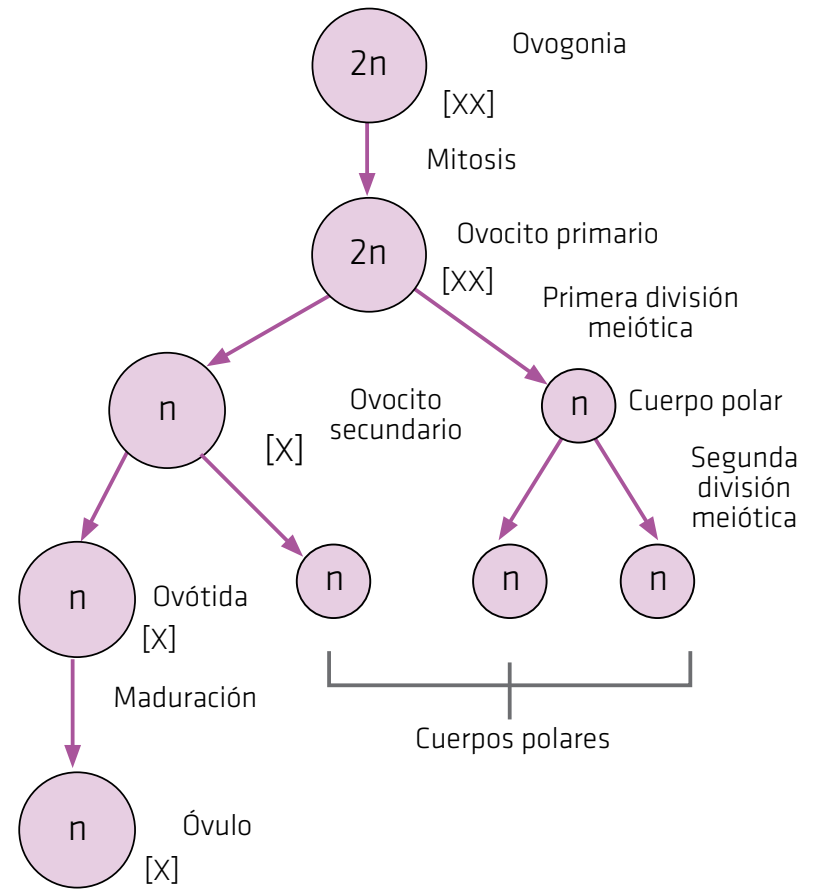 2n
Ovogonia
[XX]
Mitosis
2n
Ovocito primario
[XX]
Primera división
meiótica
n
Ovocito
secundario
[X]
n
Cuerpo polar
Segunda
división
meiótica
n
Ovótida
[X]
n
n
n
Maduración
Cuerpos polares
n
Óvulo
[X]